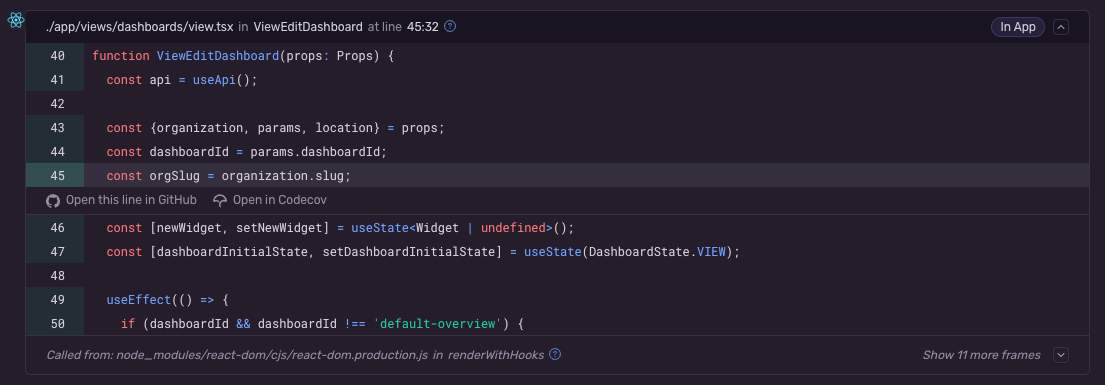 ./app/views/dashboards/view.tsx in ViewEditDashboard at line 45:32 ? In App
40 function ViewEditDashboard(props: Props) {
41 const api = useApi();
42
43 const {organization, params, location} = props;
44 const dashboardId = params.dashboardId;
45 const orgSlug = organization.slug;
Open this line in GitHub Open in Codecov
46 const [newWidget, setNewWidget] = useState<Widget | undefined>();
47 const [dashboardInitialState, setDashboardInitialState] = useState(DashboardState.VIEW);
48
49 useEffect(() => {
50 if (dashboardId && dashboardId !== 'default-overview') {
Called from: node_modules/react-dom/cjs/react-dom.production.js in renderWithHooks ? Show 11 more frames